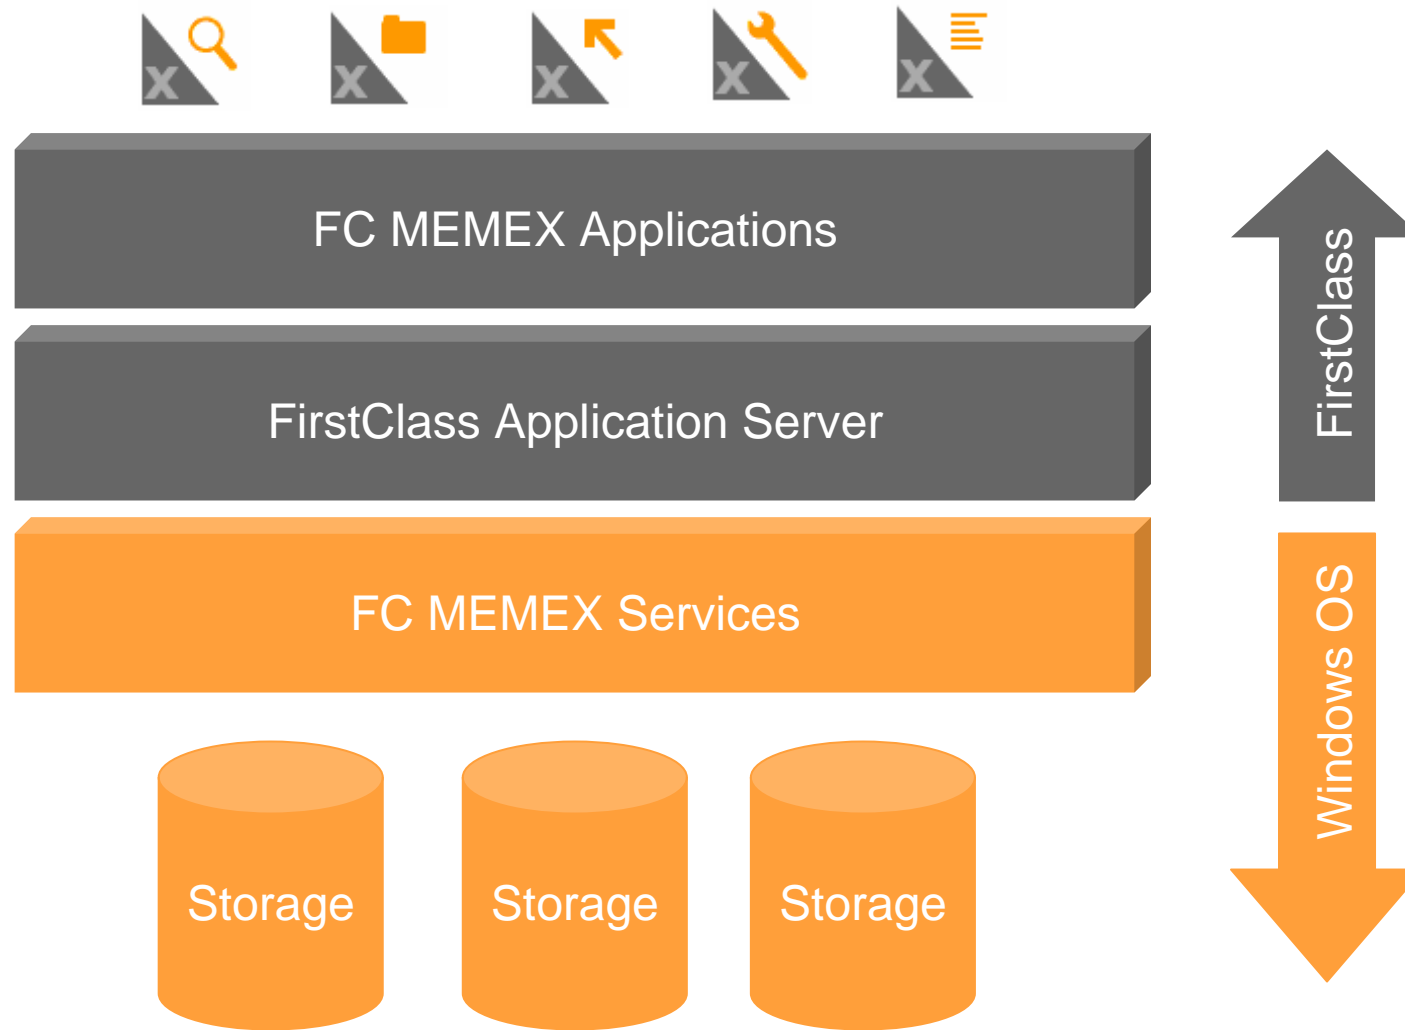 X
X
X
X
X
FC MEMEX Applications
FirstClass Application Server
FC MEMEX Services
Storage
Storage
Storage
FirstClass
Windows OS